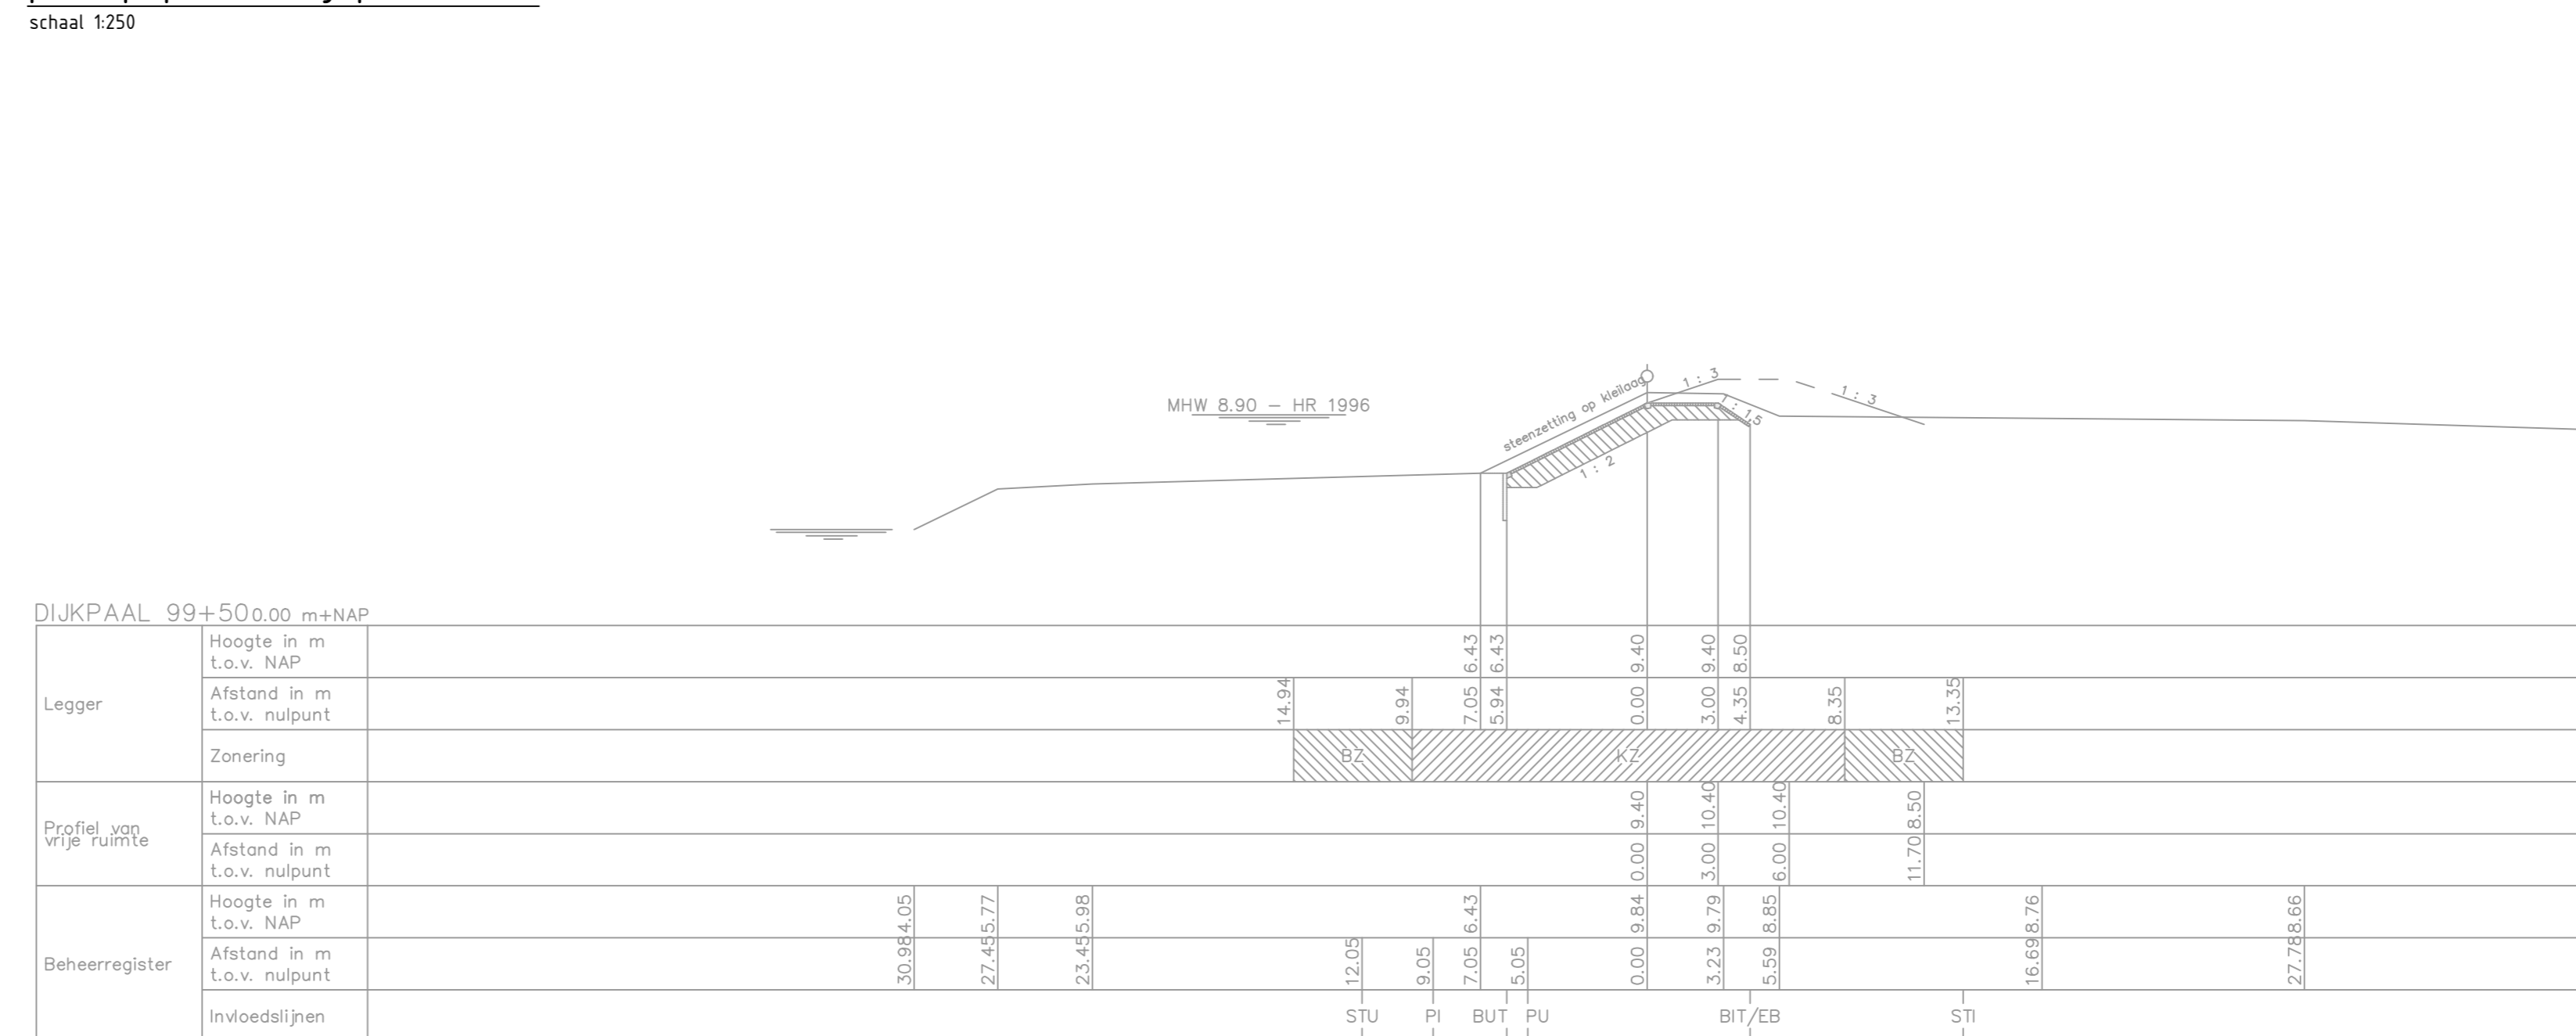 schaal 1:250
1 : 3
1 : 3
MHW 8.90 – HR 1996
steenzetting op kleilaag
1 : 1,5
1 : 2
DIJKPAAL 99+50 0.00 m+NAP
Legger
Hoogte in m
t.o.v. NAP
6.43 6.43 9.40 9.40 8.50
Afstand in m
t.o.v. nulpunt
14.94 9.94 7.05 5.94 0.00 3.00 4.35 8.35 13.35
Zonering
BZ KZ BZ
Profiel van
vrije ruimte
Hoogte in m
t.o.v. NAP
9.40 10.40 10.40 8.50
Afstand in m
t.o.v. nulpunt
0.00 3.00 6.00 11.70
Beheerregister
Hoogte in m
t.o.v. NAP
4.05 5.77 5.98 6.43 9.84 9.79 8.85 8.76 8.66
Afstand in m
t.o.v. nulpunt
30.98 27.45 23.45 12.05 9.05 7.05 5.05 0.00 3.23 5.59 16.69 27.78
Invloedslijnen
STU PI BUT PU BIT/EB STI